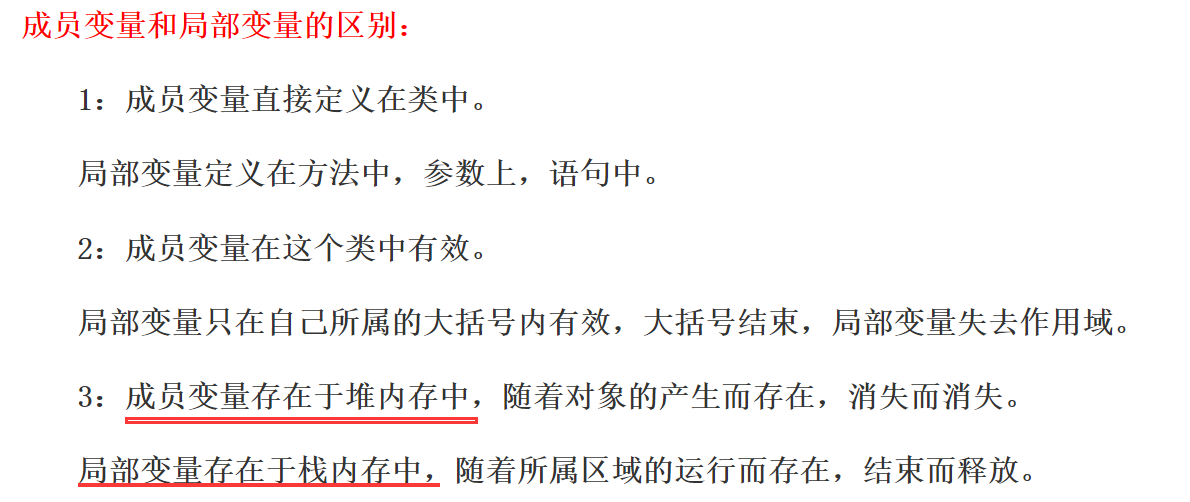 成员变量和局部变量的区别：
1：成员变量直接定义在类中。
局部变量定义在方法中，参数上，语句中。
2：成员变量在这个类中有效。
局部变量只在自己所属的大括号内有效，大括号结束，局部变量失去作用域。
3：成员变量存在于堆内存中，随着对象的产生而存在，消失而消失。
局部变量存在于栈内存中，随着所属区域的运行而存在，结束而释放。